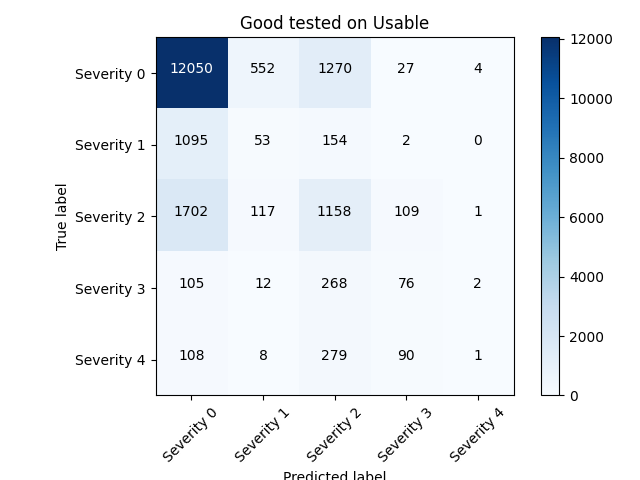 Good tested on Usable
True label
Severity 0 12050 552 1270 27 4
Severity 1 1095 53 154 2 0
Severity 2 1702 117 1158 109 1
Severity 3 105 12 268 76 2
Severity 4 108 8 279 90 1
Severity 0 Severity 1 Severity 2 Severity 3 Severity 4
Predicted label
12000
10000
8000
6000
4000
2000
0